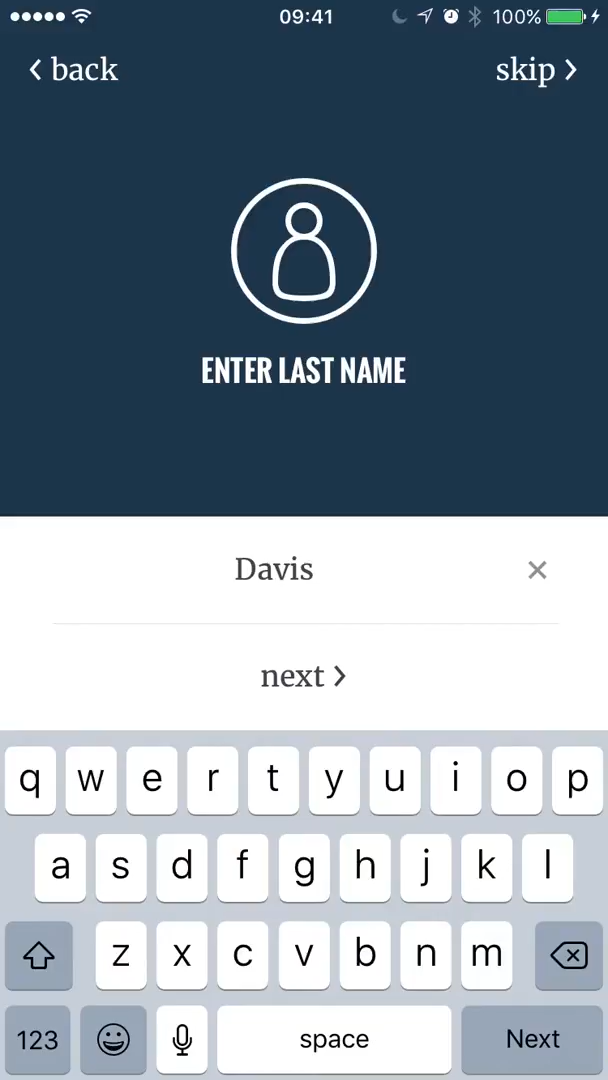 09:41 100%
back skip
ENTER LAST NAME
Davis
next
q w e r t y u i o p
a s d f g h j k l
z x c v b n m
123 space Next